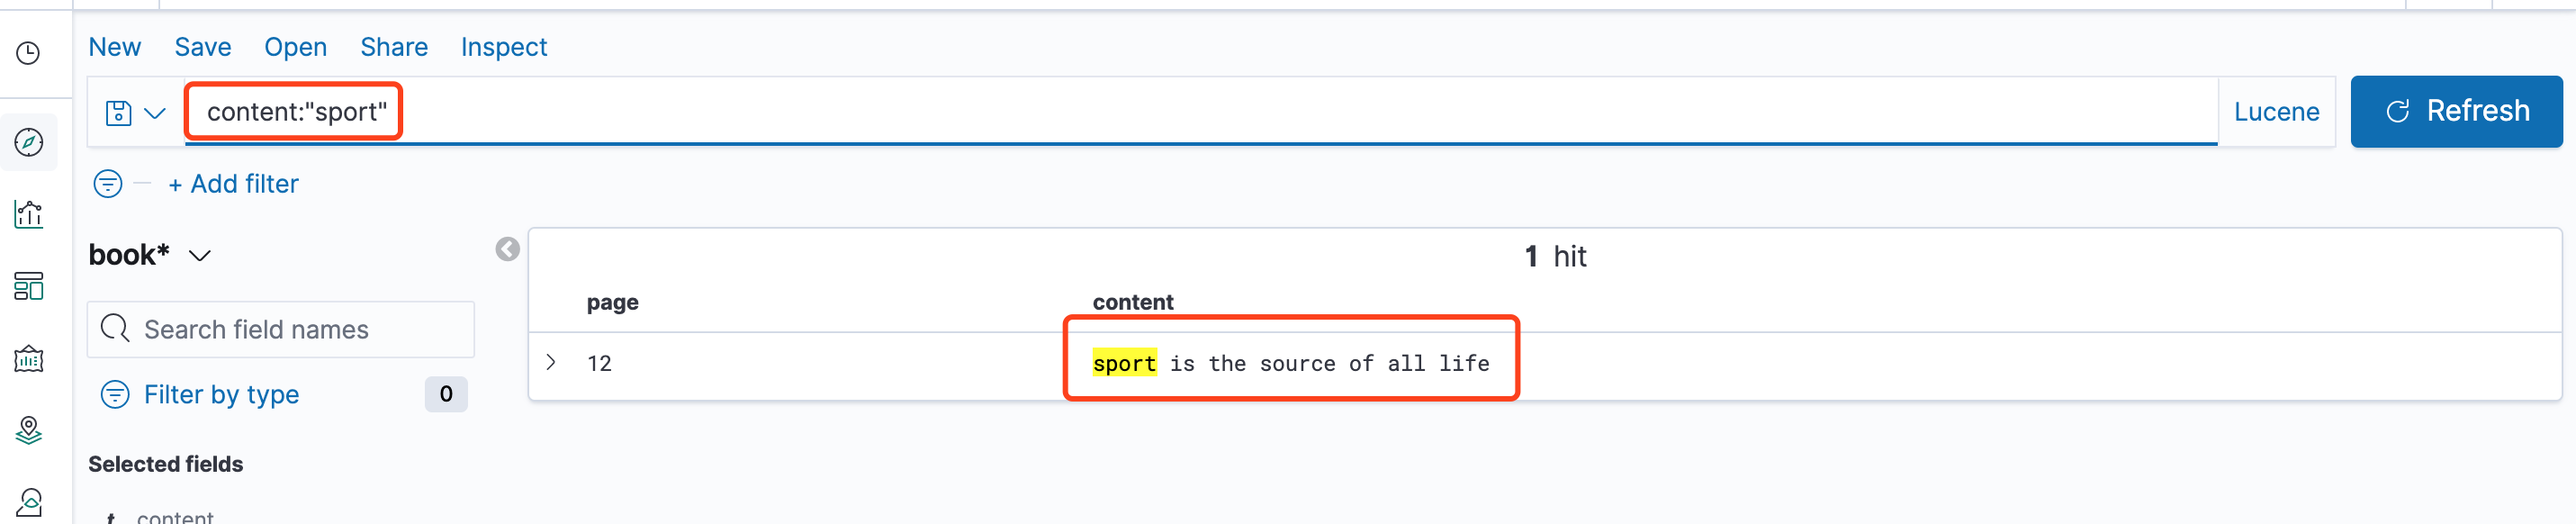 New Save Open Share Inspect
content:"sport"
Lucene
Refresh
+ Add filter
book*
1 hit
Search field names
page content
12 sport is the source of all life
Filter by type 0
Selected fields
t content